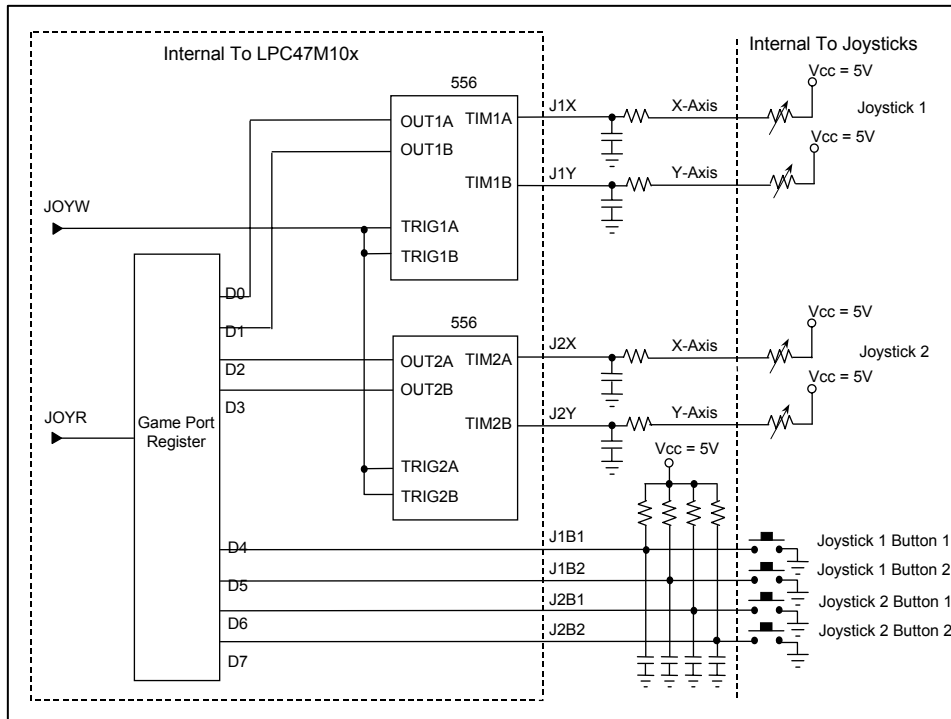 Internal To LPC47M10x
Internal To Joysticks
Vcc = 5V
556
J1X
X-Axis
Joystick 1
OUT1A
TIM1A
Vcc = 5V
OUT1B
TIM1B
J1Y
Y-Axis
JOYW
TRIG1A
TRIG1B
D0
Vcc = 5V
556
D1
J2X
X-Axis
Joystick 2
OUT2A
TIM2A
D2
Vcc = 5V
OUT2B
D3
JOYR
Game Port
Register
TIM2B
J2Y
Y-Axis
Vcc = 5V
TRIG2A
TRIG2B
D4
J1B1
Joystick 1 Button 1
D5
J1B2
Joystick 1 Button 2
D6
J2B1
Joystick 2 Button 1
D7
J2B2
Joystick 2 Button 2